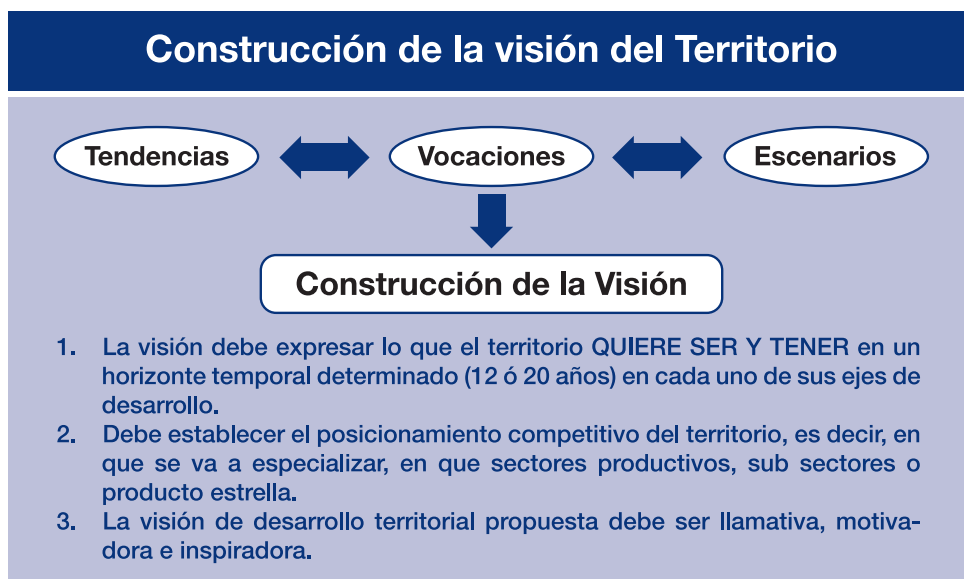 Construcción de la visión del Territorio
Tendencias Vocaciones Escenarios
Construcción de la Visión
1. La visión debe expresar lo que el territorio QUIERE SER Y TENER en un
horizonte temporal determinado (12 ó 20 años) en cada uno de sus ejes de
desarrollo.
2. Debe establecer el posicionamiento competitivo del territorio, es decir, en
que se va a especializar, en que sectores productivos, sub sectores o
producto estrella.
3. La visión de desarrollo territorial propuesta debe ser llamativa, motiva-
dora e inspiradora.